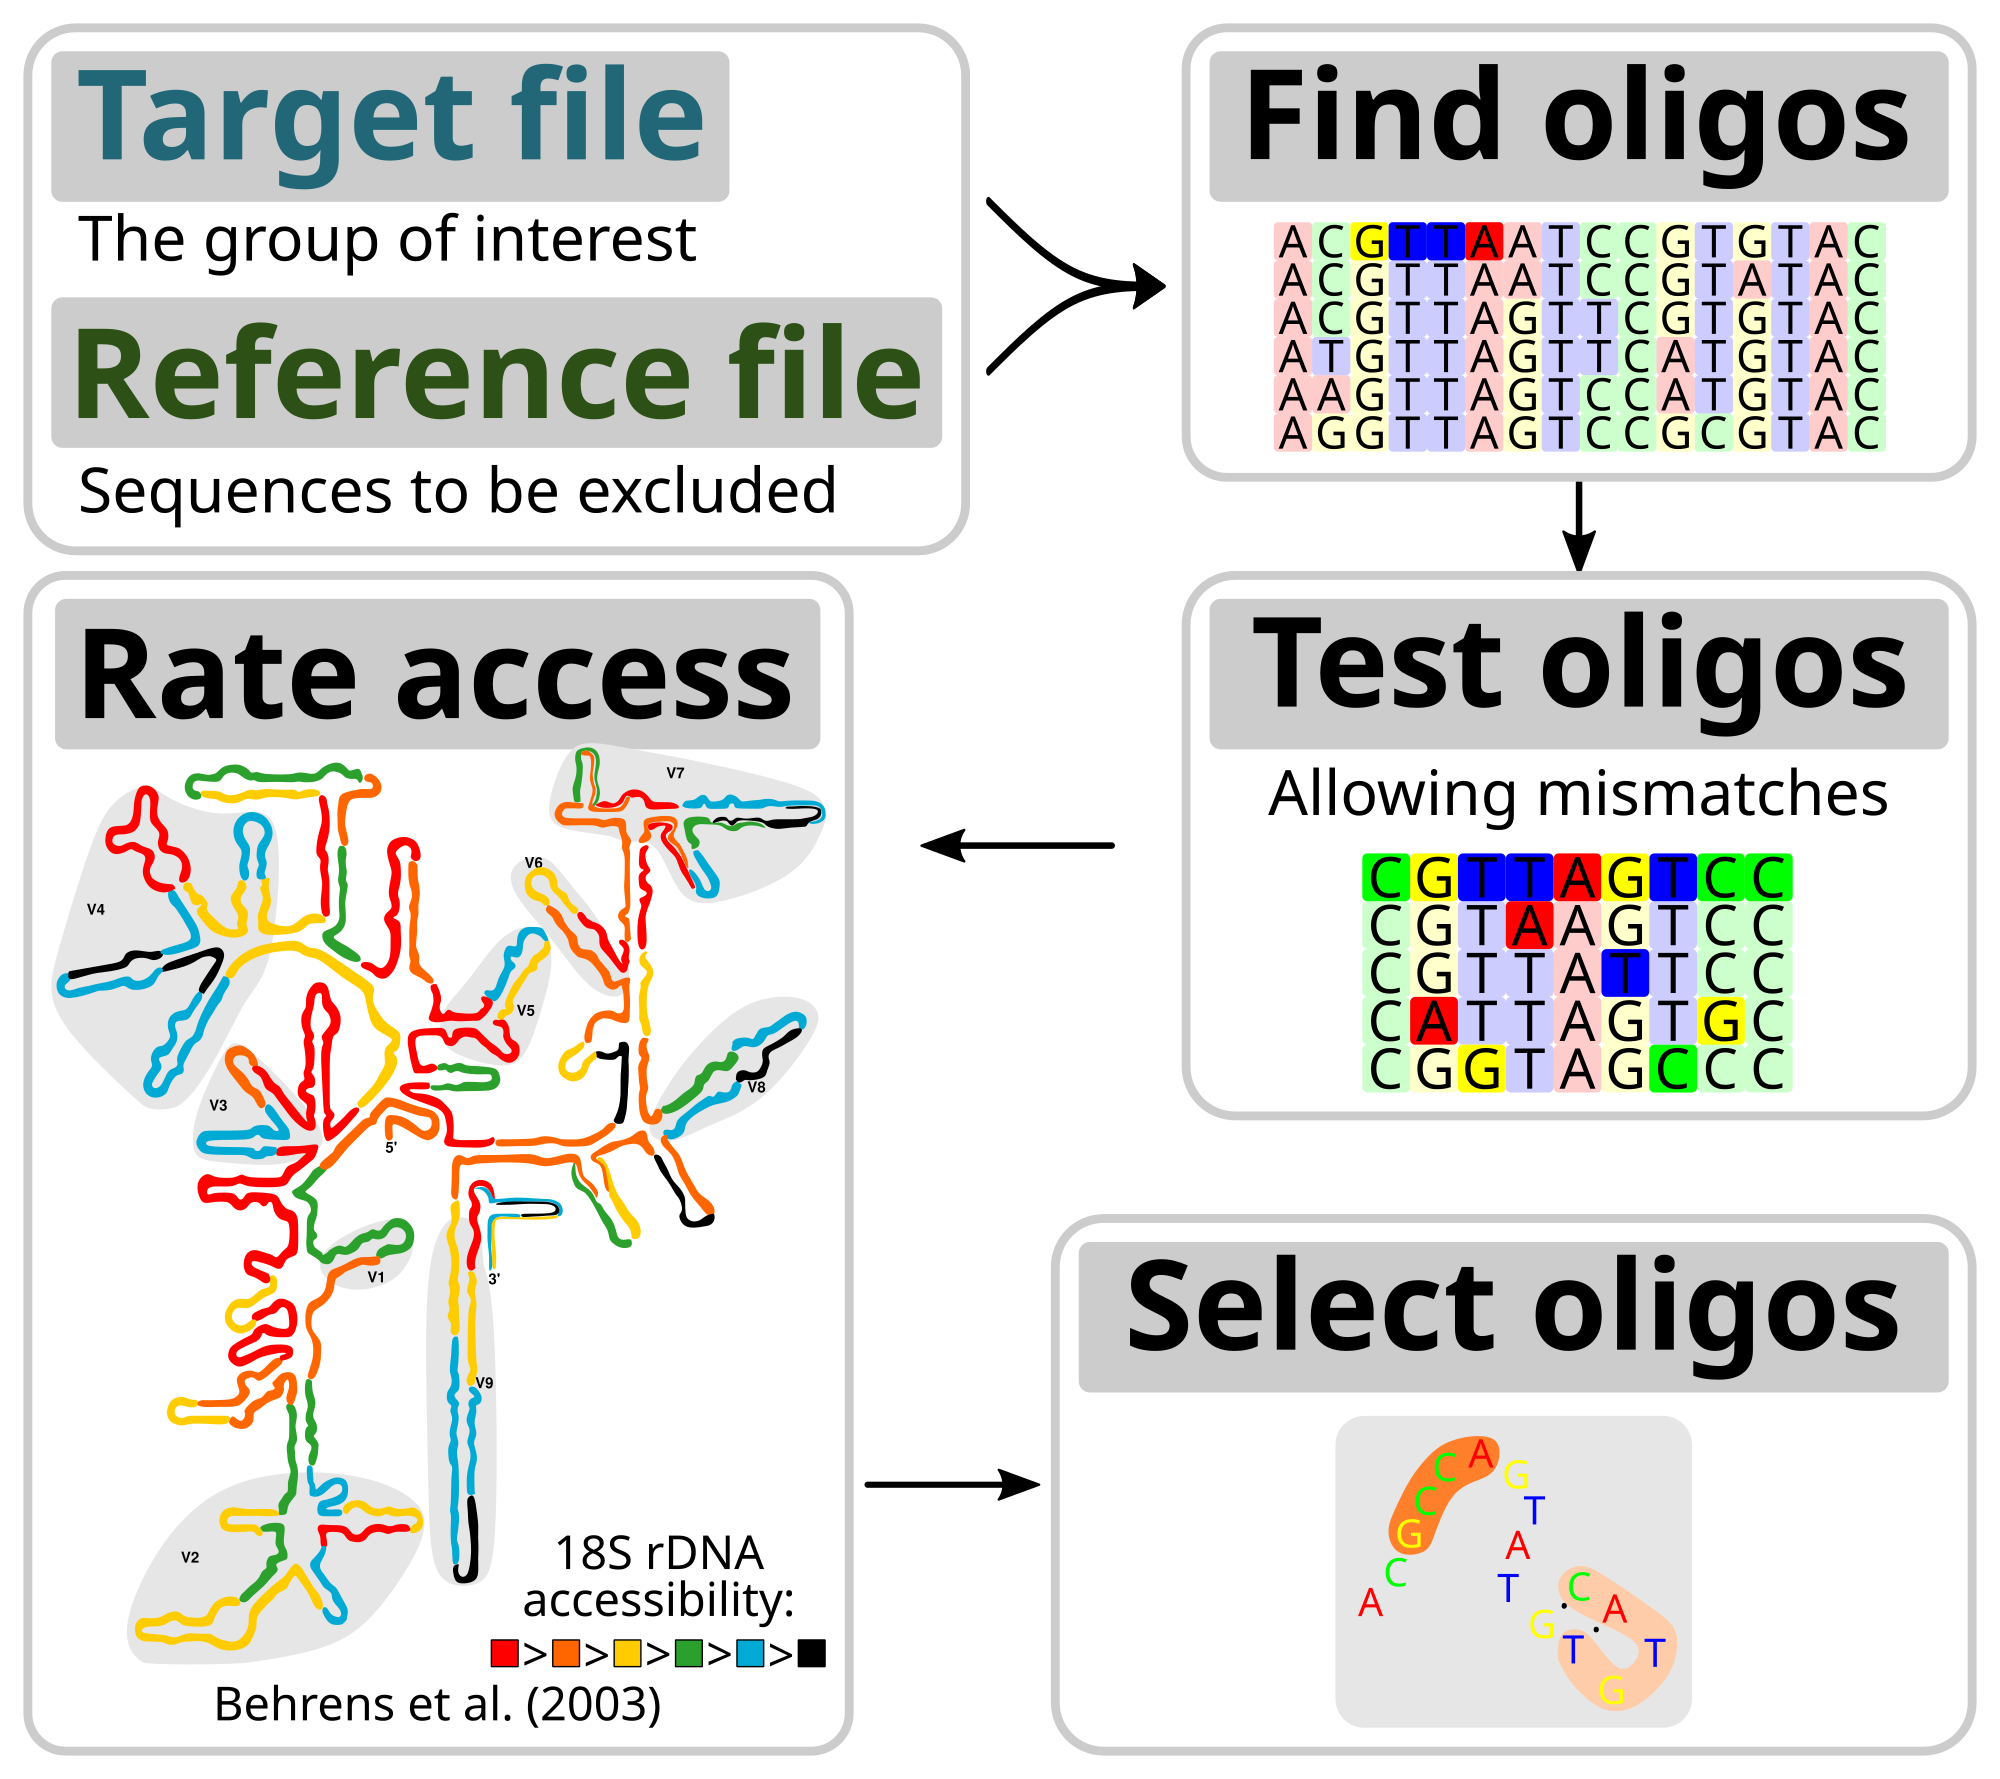 Target file
The group of interest
Reference file
Sequences to be excluded
Find oligos
ACGTTAATCCGTGTAC
ACGTTAATCCGTATAC
ACGTTAGTTCGTGTAC
ATGTTAGTTCATGTAC
AAGTTAGTCCATGTAC
AGGTTAGTCCGCGTAC
Test oligos
Allowing mismatches
CGTTAGTCC
CGTAAGTCC
CGTTATTCC
CATTAGTGC
CGGTAGCCC
Rate access
V7
V6
V4
V5
V8
V3
5'
V1
3'
V9
V2
18S rDNA
accessibility:
> > > > >
Behrens et al. (2003)
Select oligos
A
C
G
C
C
A
G
T
A
T
G
T
G
T
A
C